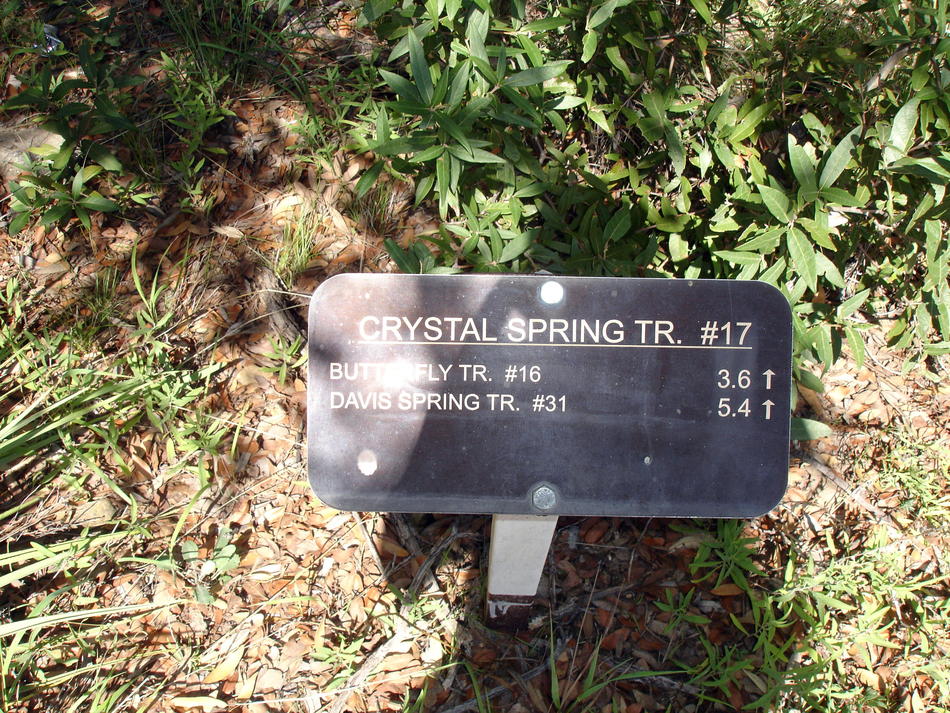 CRYSTAL SPRING TR. #17
BUTTERFLY TR. #16 3.6 ↑
DAVIS SPRING TR. #31 5.4 ↑